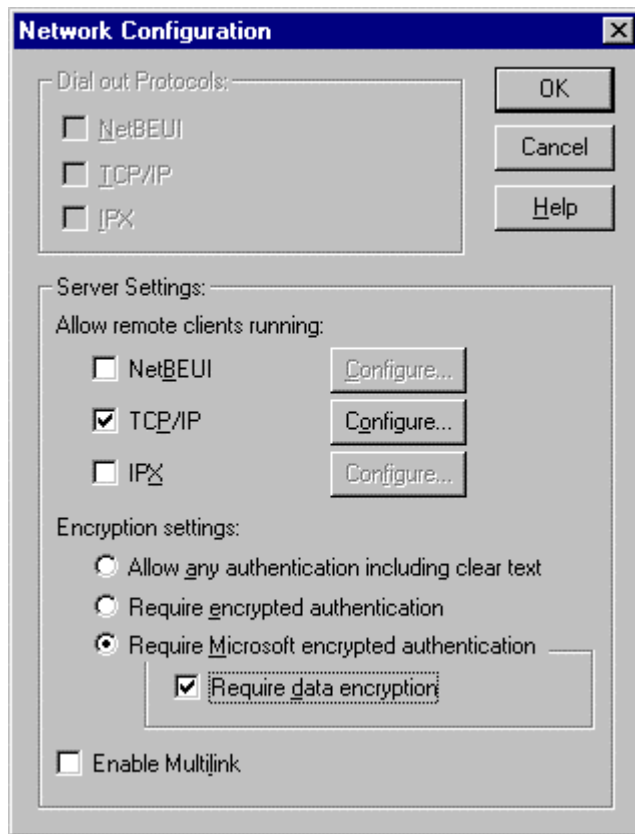 Network Configuration
Dial out Protocols:
NetBEUI
TCP/IP
IPX
OK
Cancel
Help
Server Settings:
Allow remote clients running:
NetBEUI Configure...
TCP/IP Configure...
IPX Configure...
Encryption settings:
Allow any authentication including clear text
Require encrypted authentication
Require Microsoft encrypted authentication
Require data encryption
Enable Multilink